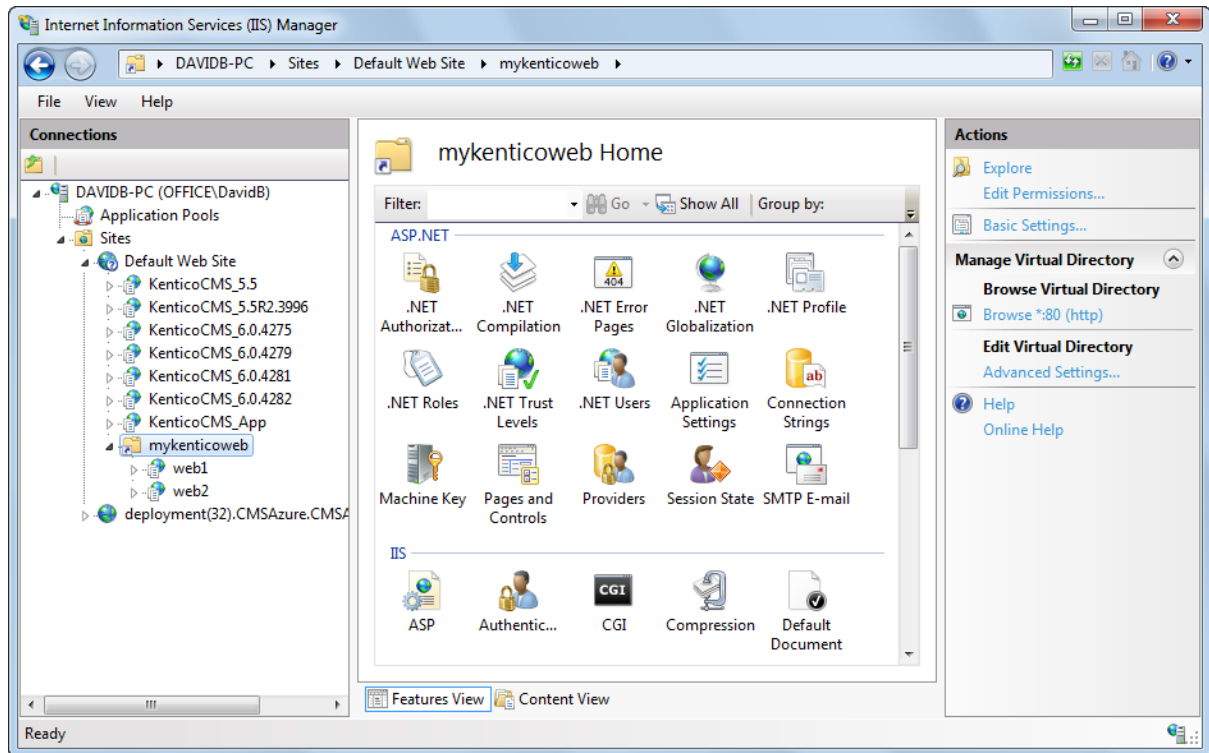 Internet Information Services (IIS) Manager
DAVIDB-PC Sites Default Web Site mykenticoweb
File View Help
Connections
DAVIDB-PC (OFFICE\DavidB)
Application Pools
Sites
Default Web Site
KenticoCMS_5.5
KenticoCMS_5.5R2.3996
KenticoCMS_6.0.4275
KenticoCMS_6.0.4279
KenticoCMS_6.0.4281
KenticoCMS_6.0.4282
KenticoCMS_App
mykenticoweb
web1
web2
deployment(32).CMSAzure.CMSA
mykenticoweb Home
Filter: Go Show All Group by:
ASP.NET
.NET Authorizat...
.NET Compilation
.NET Error Pages
.NET Globalization
.NET Profile
.NET Roles
.NET Trust Levels
.NET Users
Application Settings
Connection Strings
Machine Key
Pages and Controls
Providers
Session State
SMTP E-mail
IIS
ASP
Authentic...
CGI
Compression
Default Document
Features View Content View
Actions
Explore
Edit Permissions...
Basic Settings...
Manage Virtual Directory
Browse Virtual Directory
Browse *:80 (http)
Edit Virtual Directory
Advanced Settings...
Help
Online Help
Ready